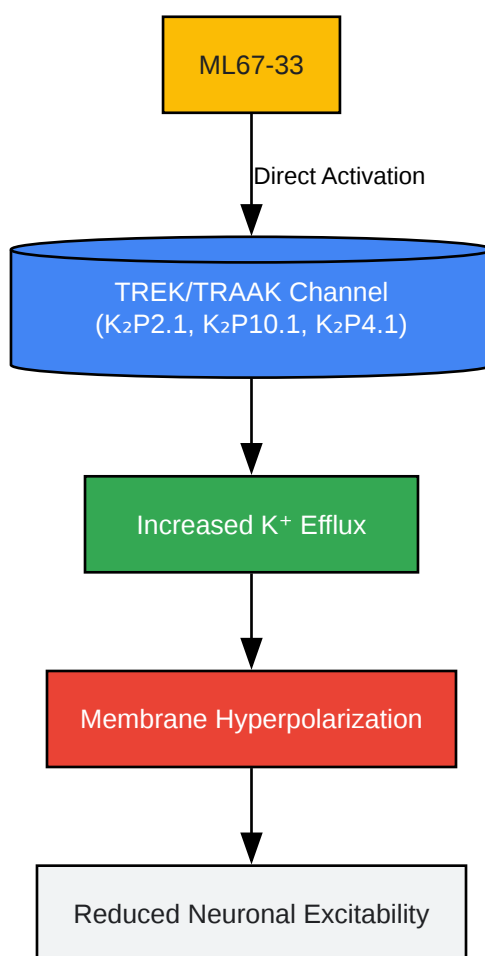 ML67-33
Direct Activation
TREK/TRAAK Channel
(K₂P2.1, K₂P10.1, K₂P4.1)
Increased K⁺ Efflux
Membrane Hyperpolarization
Reduced Neuronal Excitability